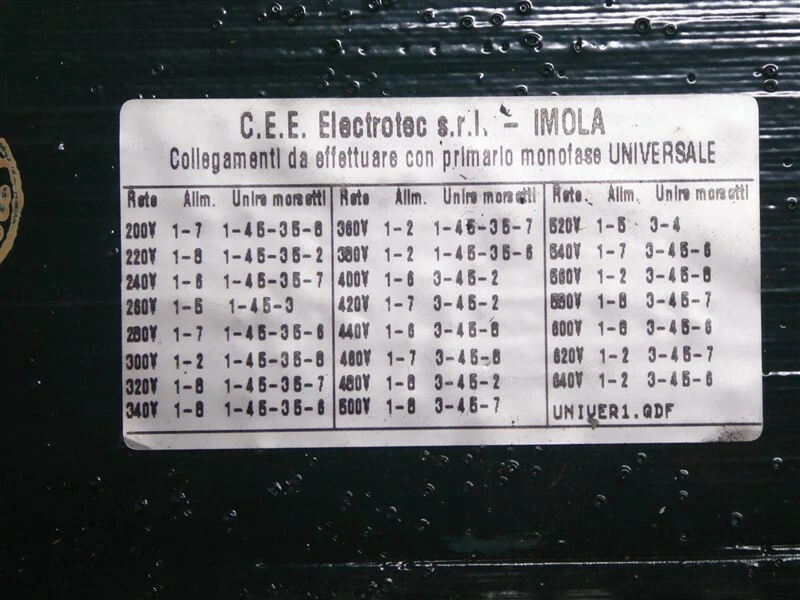 C.E.E. Electrotec s.r.l. - IMOLA
Collegamenti da effettuare con primario monofase UNIVERSALE
Rete Alim. Unire morsetti
200V 1-7 1-45-35-8
220V 1-8 1-45-35-2
240V 1-6 1-45-35-7
260V 1-5 1-45-3
280V 1-7 1-45-35-6
300V 1-2 1-45-35-8
320V 1-8 1-45-35-7
340V 1-8 1-45-35-6
Rete Alim. Unire morsetti
360V 1-2 1-45-35-7
380V 1-2 1-45-35-6
400V 1-6 3-45-2
420V 1-7 3-45-2
440V 1-6 3-45-8
460V 1-7 3-45-8
480V 1-8 3-45-2
500V 1-8 3-45-7
Rete. Alim. Unire morsetti
520V 1-5 3-4
540V 1-7 3-45-6
560V 1-2 3-45-8
580V 1-8 3-45-7
600V 1-8 3-45-6
620V 1-2 3-45-7
640V 1-2 3-45-6
UNIVER1.GDF